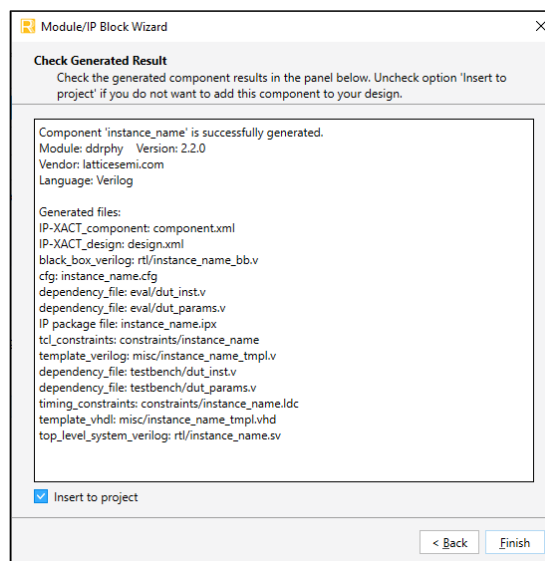 Module/IP Block Wizard
Check Generated Result
Check the generated component results in the panel below. Uncheck option 'Insert to
project' if you do not want to add this component to your design.
Component 'instance_name' is successfully generated.
Module: ddrphy Version: 2.2.0
Vendor: latticesemi.com
Language: Verilog
Generated files:
IP-XACT_component: component.xml
IP-XACT_design: design.xml
black_box_verilog: rtl/instance_name_bb.v
cfg: instance_name.cfg
dependency_file: eval/dut_inst.v
dependency_file: eval/dut_params.v
IP package file: instance_name.ipx
tcl_constraints: constraints/instance_name
template_verilog: misc/instance_name_tmpl.v
dependency_file: testbench/dut_inst.v
dependency_file: testbench/dut_params.v
timing_constraints: constraints/instance_name.ldc
template_vhdl: misc/instance_name_tmpl.vhd
top_level_system_verilog: rtl/instance_name.sv
Insert to project
< Back Finish